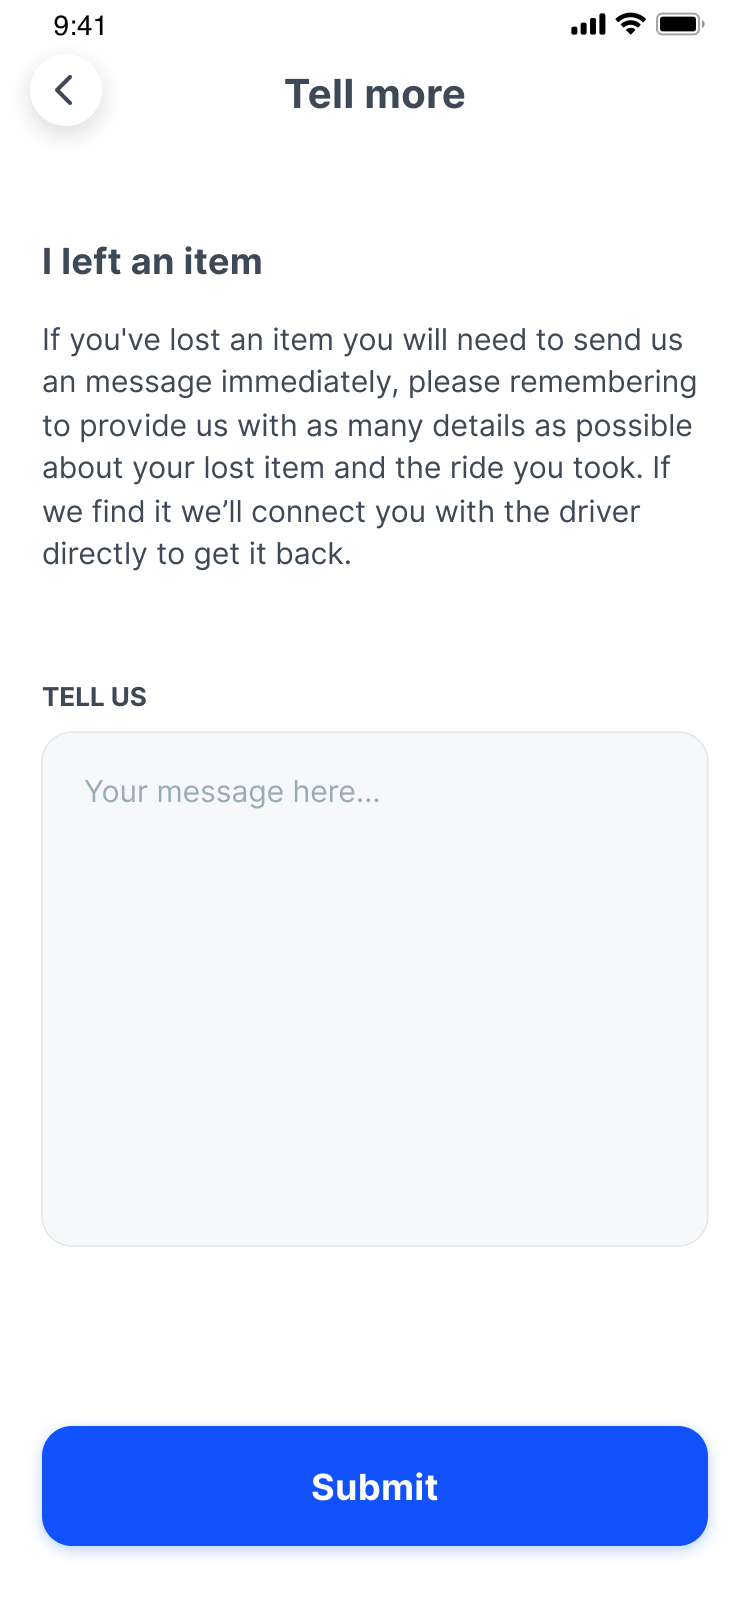 9:41
Tell more
I left an item
If you've lost an item you will need to send us
an message immediately, please remembering
to provide us with as many details as possible
about your lost item and the ride you took. If
we find it we’ll connect you with the driver
directly to get it back.
TELL US
Your message here...
Submit